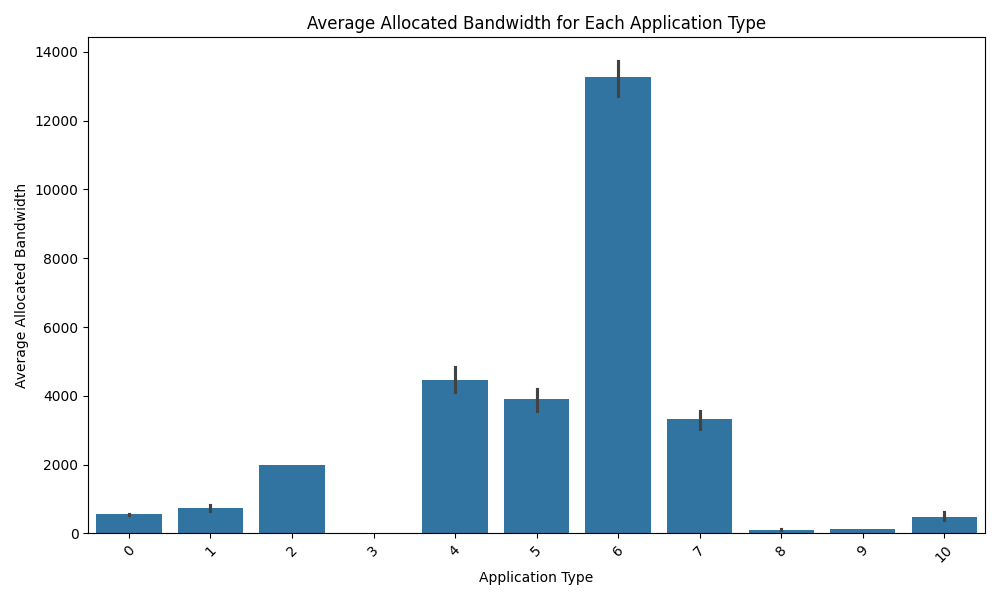 Average Allocated Bandwidth for Each Application Type
Average Allocated Bandwidth
14000
12000
10000
8000
6000
4000
2000
0
0 1 2 3 4 5 6 7 8 9 10
Application Type